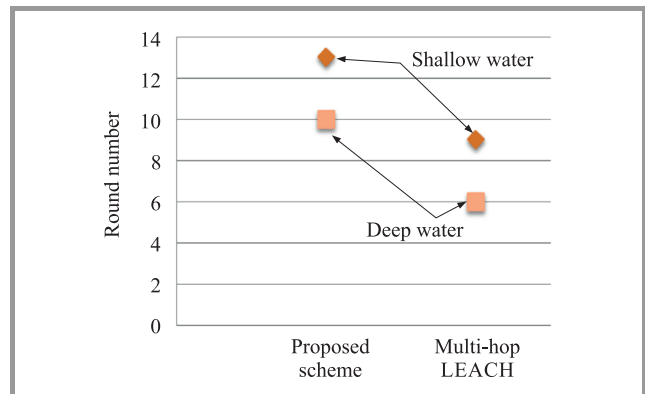 Round number
14
12
10
8
6
4
2
0
Shallow water
Deep water
Proposed
scheme
Multi-hop
LEACH